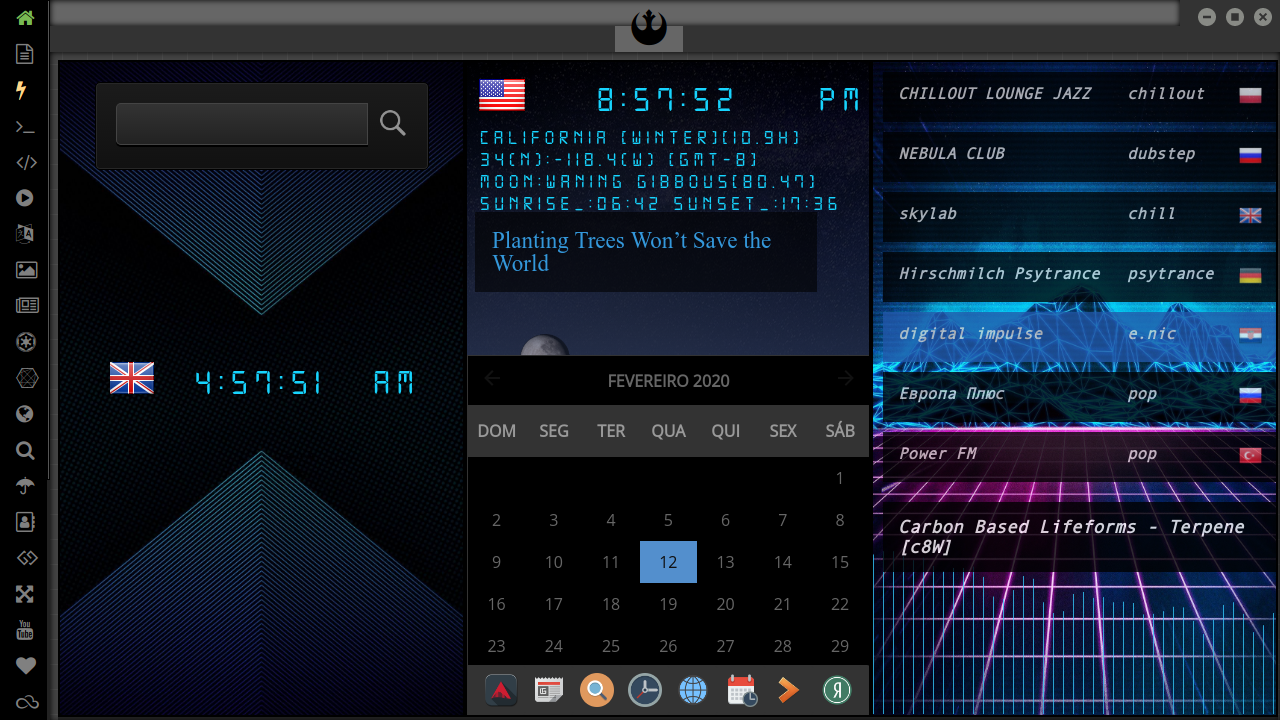 8:57:52 PM
CALIFORNIA [WINTER][10.9H]
34(N):-118.4(W) [GMT-8]
MOON:WANING GIBBOUS[80.47]
SUNRISE_:06:42 SUNSET_:17:36
Planting Trees Won’t Save the
World
4:57:51 AM
FEVEREIRO 2020
DOM SEG TER QUA QUI SEX SÁB
1
2 3 4 5 6 7 8
9 10 11 12 13 14 15
16 17 18 19 20 21 22
23 24 25 26 27 28 29
CHILLOUT LOUNGE JAZZ chillout
NEBULA CLUB dubstep
skylab chill
Hirschmilch Psytrance psytrance
digital impulse e.nic
Европа Плюс pop
Power FM pop
Carbon Based Lifeforms - Terpene
[c8W]
You
Tube
Я